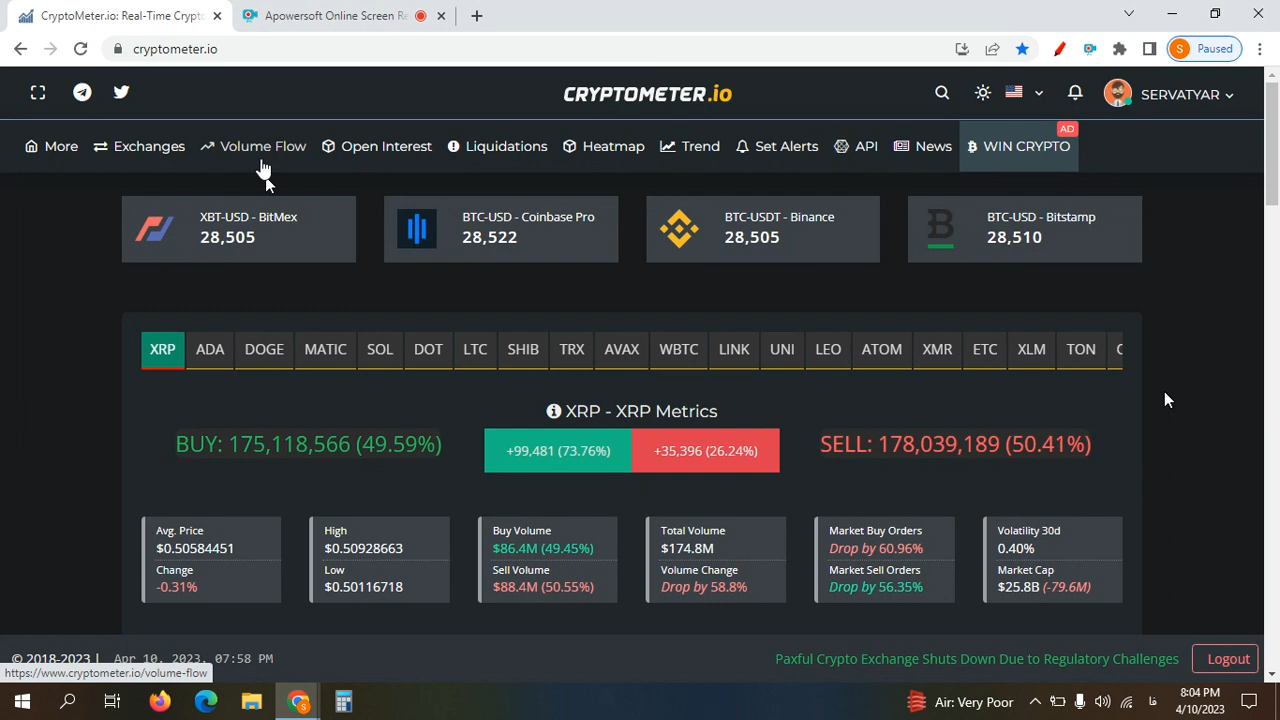 CryptoMeter.io: Real-Time Crypto
Apowersoft Online Screen Re
cryptometer.io
S Paused
CRYPTOMETER.io
SERVATYAR
AD
More Exchanges Volume Flow Open Interest Liquidations Heatmap Trend Set Alerts API News WIN CRYPTO
XBT-USD - BitMex
28,505
BTC-USD - Coinbase Pro
28,522
BTC-USDT - Binance
28,505
BTC-USD - Bitstamp
28,510
XRP ADA DOGE MATIC SOL DOT LTC SHIB TRX AVAX WBTC LINK UNI LEO ATOM XMR ETC XLM TON
XRP - XRP Metrics
BUY: 175,118,566 (49.59%)
+99,481 (73.76%) +35,396 (26.24%)
SELL: 178,039,189 (50.41%)
Avg. Price
$0.50584451
Change
-0.31%
High
$0.50928663
Low
$0.50116718
Buy Volume
$86.4M (49.45%)
Sell Volume
$88.4M (50.55%)
Total Volume
$174.8M
Volume Change
Drop by 58.8%
Market Buy Orders
Drop by 60.96%
Market Sell Orders
Drop by 56.35%
Volatility 30d
0.40%
Market Cap
$25.8B (-79.6M)
© 2018-2023 | Apr 10, 2023, 07:58 PM
Paxful Crypto Exchange Shuts Down Due to Regulatory Challenges
Logout
https://www.cryptometer.io/volume-flow
Air: Very Poor
فا
8:04 PM
4/10/2023